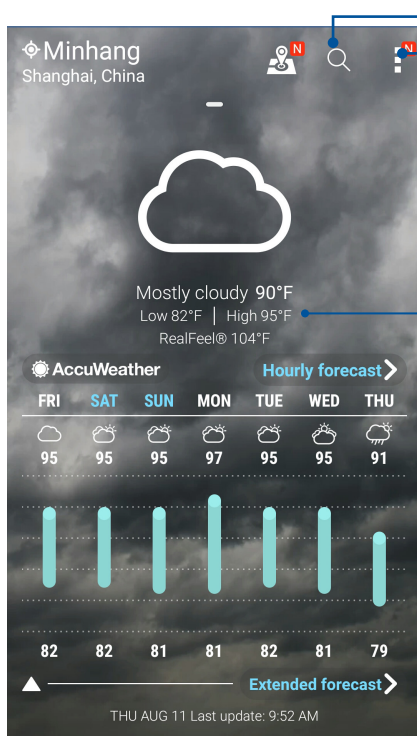 Minhang
Shanghai, China
N
N
Mostly cloudy 90°F
Low 82°F | High 95°F
RealFeel® 104°F
AccuWeather
Hourly forecast
FRI SAT SUN MON TUE WED THU
95 95 95 97 95 95 91
82 82 81 81 82 81 79
Extended forecast
THU AUG 11 Last update: 9:52 AM